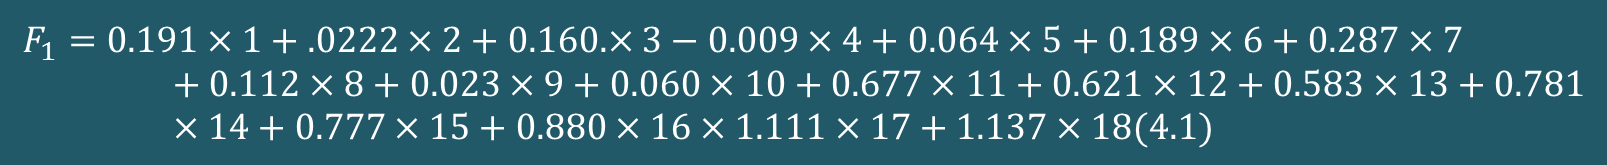 F₁ = 0.191 × 1 + .0222 × 2 + 0.160.× 3 − 0.009 × 4 + 0.064 × 5 + 0.189 × 6 + 0.287 × 7
+ 0.112 × 8 + 0.023 × 9 + 0.060 × 10 + 0.677 × 11 + 0.621 × 12 + 0.583 × 13 + 0.781
× 14 + 0.777 × 15 + 0.880 × 16 × 1.111 × 17 + 1.137 × 18(4.1)